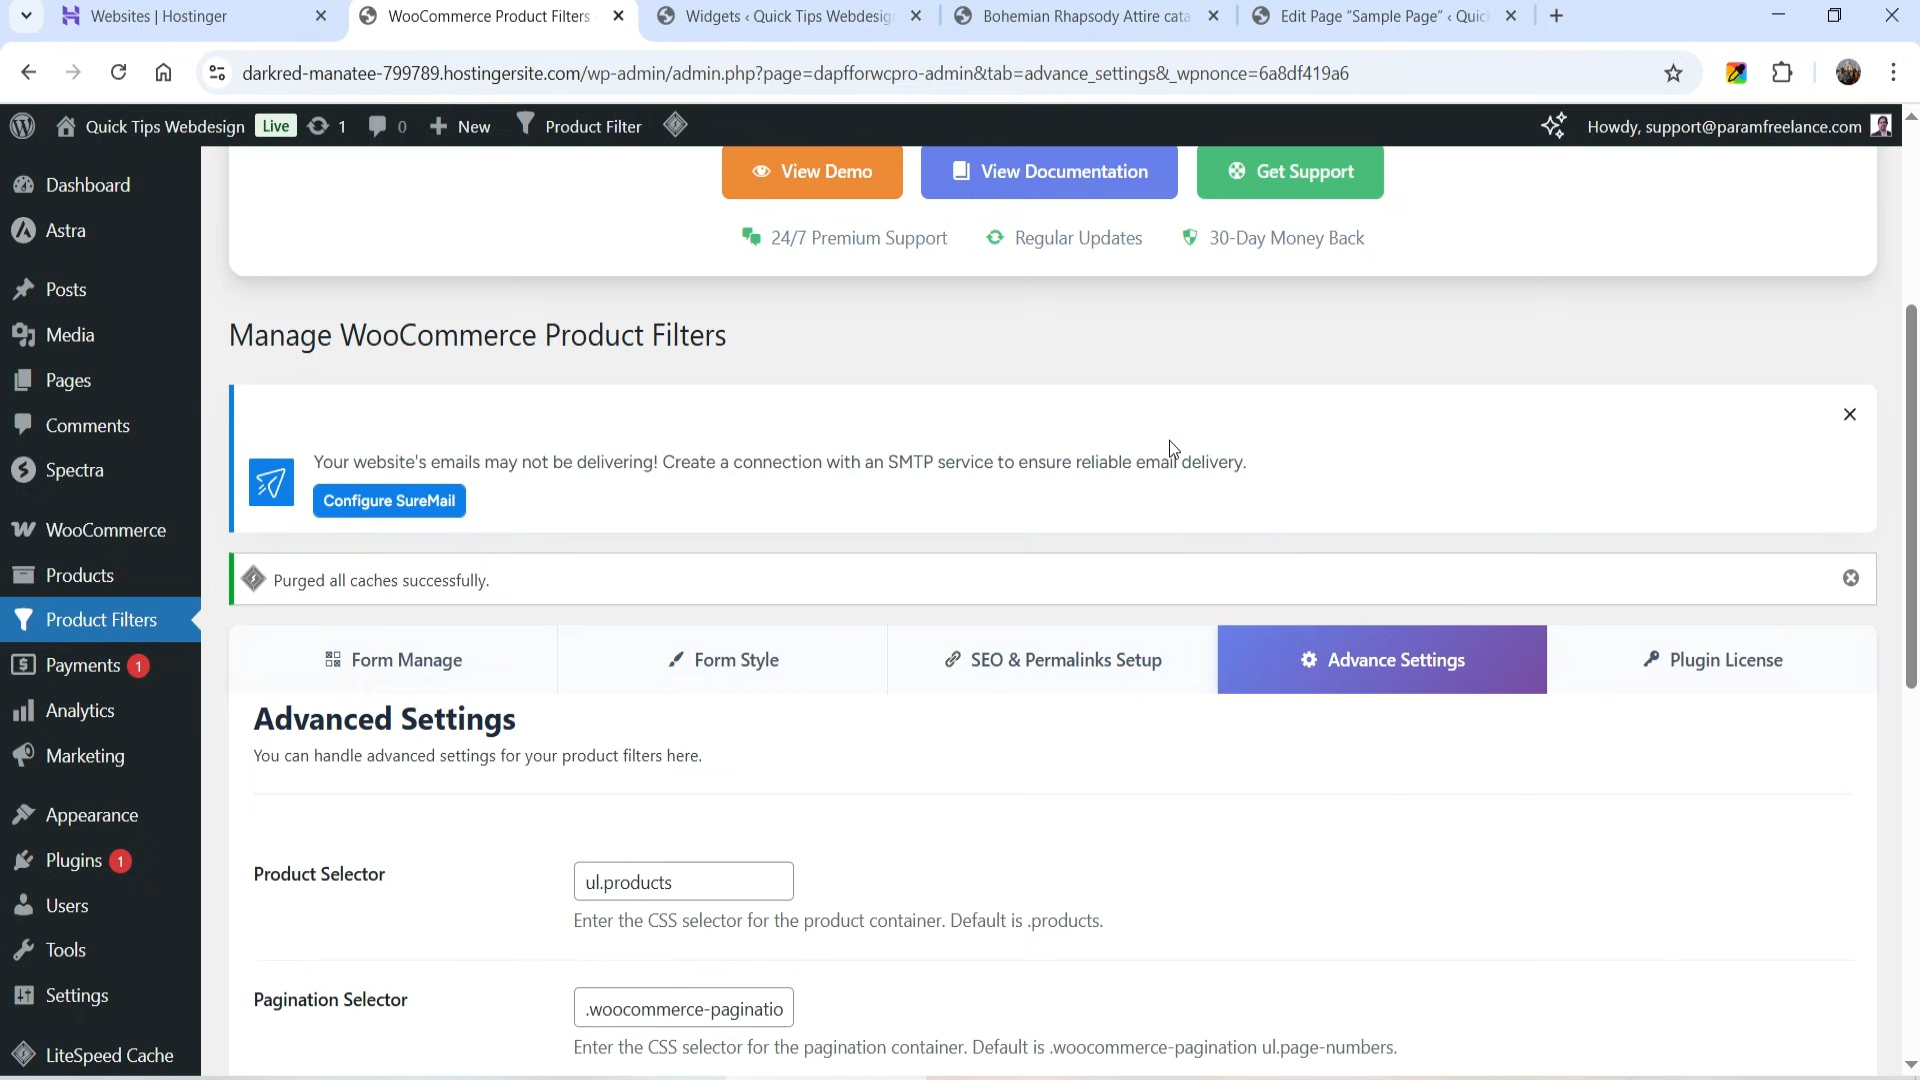 Websites | Hostinger
WooCommerce Product Filters
Widgets ‹ Quick Tips Webdesig
Bohemian Rhapsody Attire cata
Edit Page “Sample Page” ‹ Quic
darkred-manatee-799789.hostingersite.com/wp-admin/admin.php?page=dapfforwcpro-admin&tab=advance_settings&_wpnonce=6a8df419a6
Quick Tips Webdesign Live 1 0 New Product Filter
Howdy, support@paramfreelance.com
Dashboard
Astra
Posts
Media
Pages
Comments
Spectra
WooCommerce
Products
Product Filters
Payments 1
Analytics
Marketing
Appearance
Plugins 1
Users
Tools
Settings
LiteSpeed Cache
View Demo
View Documentation
Get Support
24/7 Premium Support
Regular Updates
30-Day Money Back
Manage WooCommerce Product Filters
Your website's emails may not be delivering! Create a connection with an SMTP service to ensure reliable email delivery.
Configure SureMail
Purged all caches successfully.
Form Manage
Form Style
SEO & Permalinks Setup
Advance Settings
Plugin License
Advanced Settings
You can handle advanced settings for your product filters here.
Product Selector
ul.products
Enter the CSS selector for the product container. Default is .products.
Pagination Selector
.woocommerce-paginatio
Enter the CSS selector for the pagination container. Default is .woocommerce-pagination ul.page-numbers.